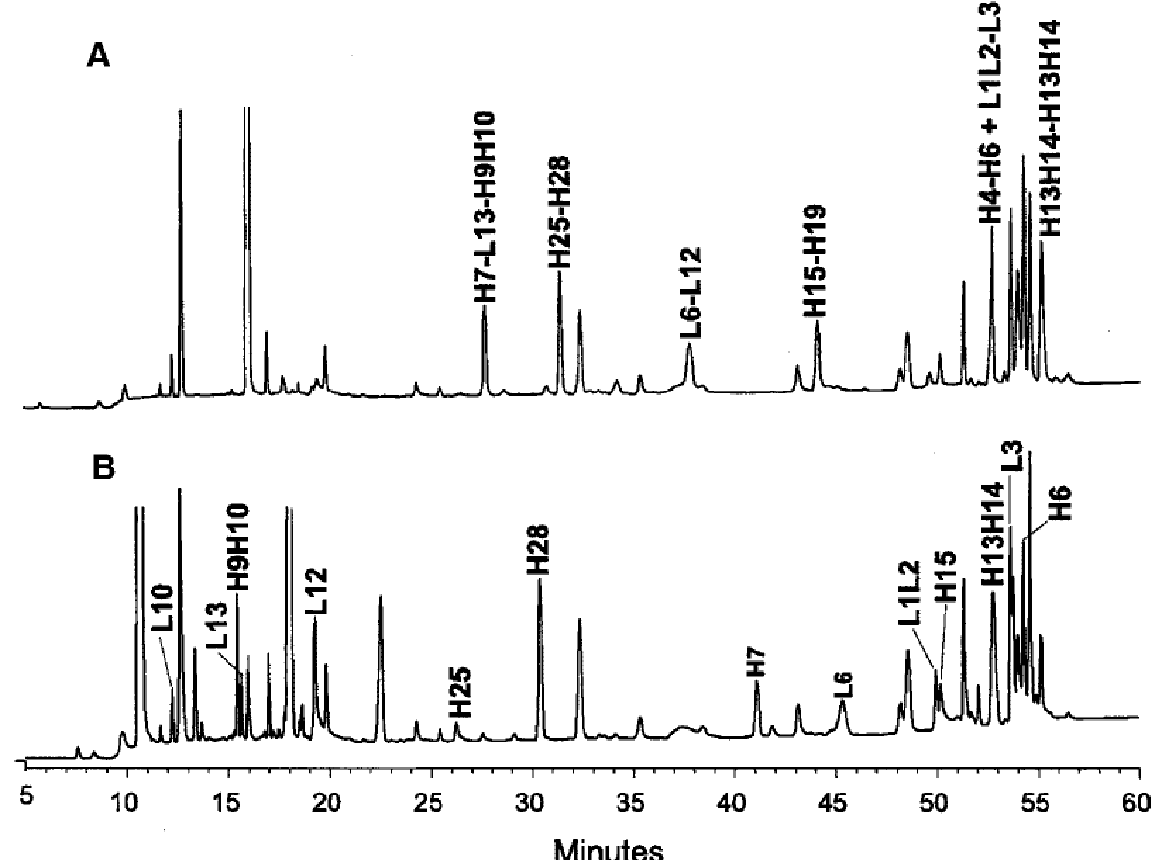 A
H7-L13-H9H10
H25-H28
L6-L12
H15-H19
H4-H6 + L1L2-L3
H13H14-H13H14
B
L10
L13
H9H10
L12
H25
H28
H7
L6
L1L2
H15
H13H14
L3
H6
5 10 15 20 25 30 35 40 45 50 55 60
Minutes